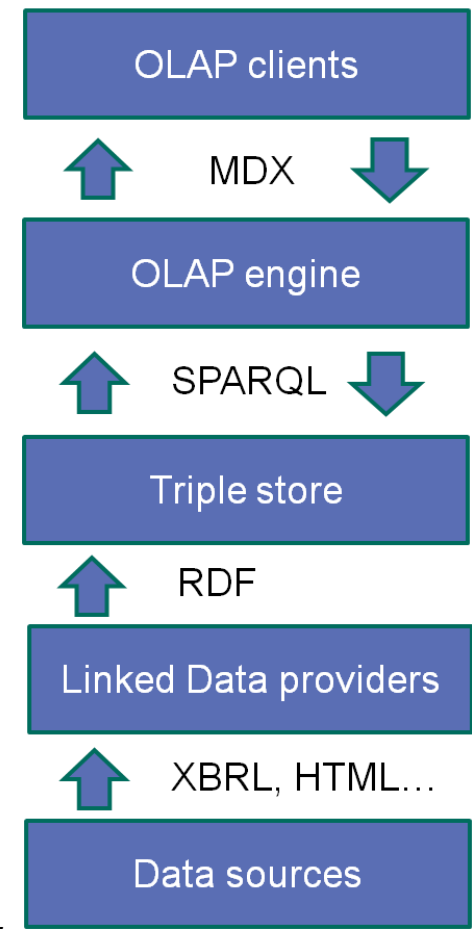 OLAP clients
MDX
OLAP engine
SPARQL
Triple store
RDF
Linked Data providers
XBRL, HTML…
Data sources